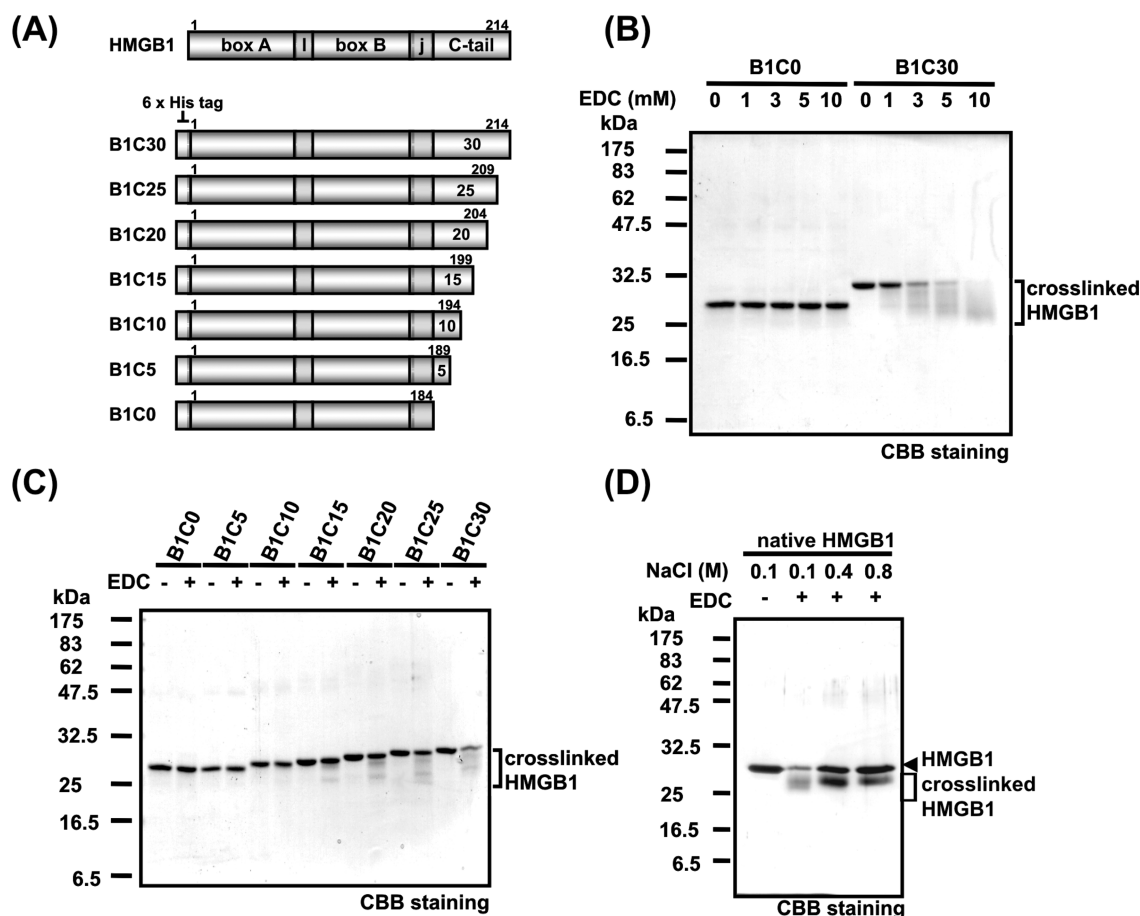 (A)
1 214
HMGB1 box A l box B j C-tail
6 x His tag
1 214
B1C30 30
1 209
B1C25 25
1 204
B1C20 20
1 199
B1C15 15
1 194
B1C10 10
1 189
B1C5 5
1 184
B1C0
(B)
B1C0 B1C30
EDC (mM) 0 1 3 5 10 0 1 3 5 10
kDa
175
83
62
47.5
32.5
25
16.5
6.5
crosslinked
HMGB1
CBB staining
(C)
B1C0 B1C5 B1C10 B1C15 B1C20 B1C25 B1C30
EDC - + - + - + - + - + - + - +
kDa
175
83
62
47.5
32.5
25
16.5
6.5
crosslinked
HMGB1
CBB staining
(D)
native HMGB1
NaCl (M) 0.1 0.1 0.4 0.8
EDC - + + +
kDa
175
83
62
47.5
32.5
25
16.5
6.5
HMGB1
crosslinked
HMGB1
CBB staining